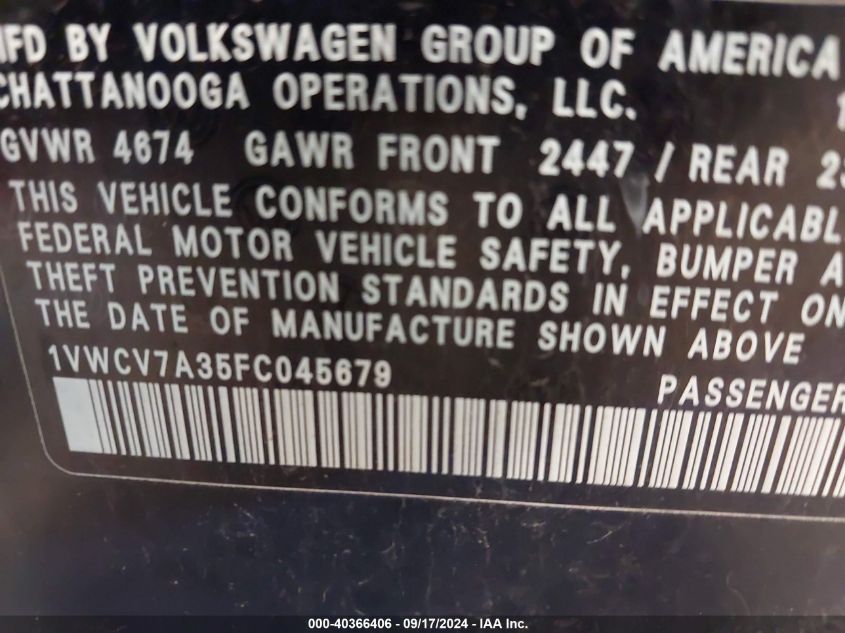 MFD BY VOLKSWAGEN GROUP OF AMERICA
CHATTANOOGA OPERATIONS, LLC.
GVWR 4674 GAWR FRONT 2447 / REAR
THIS VEHICLE CONFORMS TO ALL APPLICABL
FEDERAL MOTOR VEHICLE SAFETY, BUMPER A
THEFT PREVENTION STANDARDS IN EFFECT ON
THE DATE OF MANUFACTURE SHOWN ABOVE
1VWCV7A35FC045679 PASSENGER
000-40366406 - 09/17/2024 - IAA Inc.